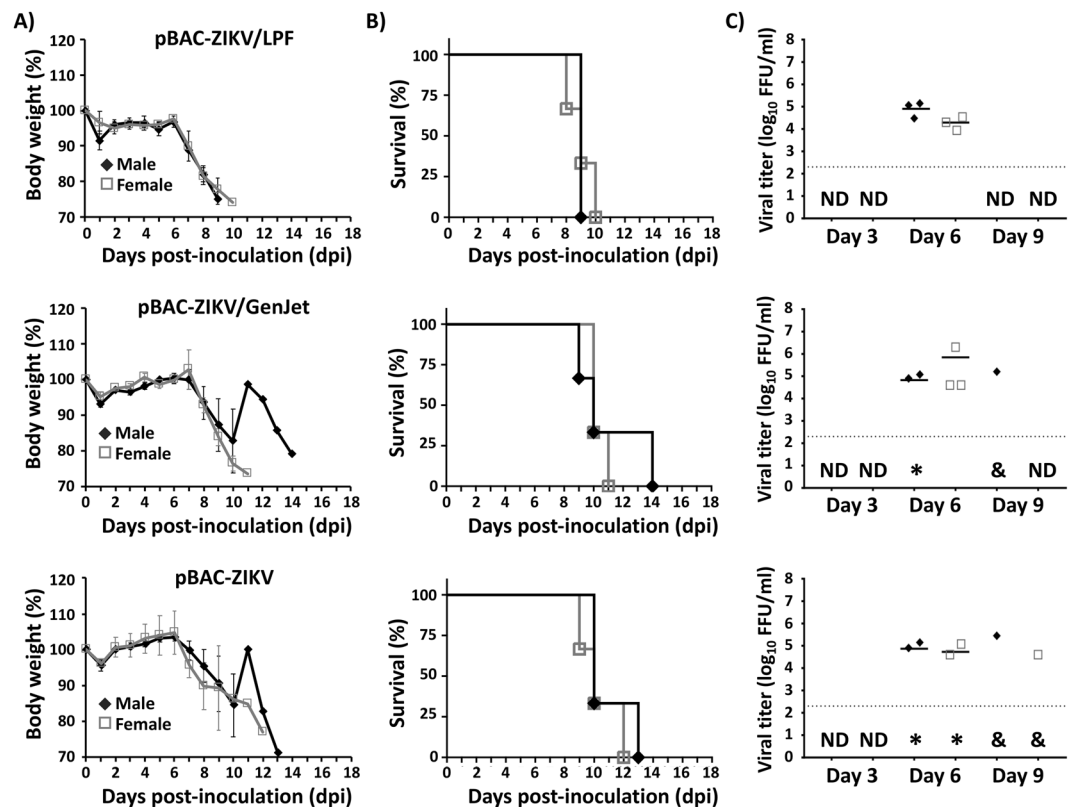 A)
B)
C)
pBAC-ZIKV/LPF
Body weight (%)
120
110
100
90
80
70
Male
Female
0 2 4 6 8 10 12 14 16 18
Days post-inoculation (dpi)
Survival (%)
100
75
50
25
0
0 2 4 6 8 10 12 14 16 18
Days post-inoculation (dpi)
Viral titer (log10 FFU/ml)
8
7
6
5
4
3
2
1
0
ND ND ND ND
Day 3 Day 6 Day 9
pBAC-ZIKV/GenJet
Body weight (%)
120
110
100
90
80
70
Male
Female
0 2 4 6 8 10 12 14 16 18
Days post-inoculation (dpi)
Survival (%)
100
75
50
25
0
0 2 4 6 8 10 12 14 16 18
Days post-inoculation (dpi)
Viral titer (log10 FFU/ml)
8
7
6
5
4
3
2
1
0
ND ND * & ND
Day 3 Day 6 Day 9
pBAC-ZIKV
Body weight (%)
120
110
100
90
80
70
Male
Female
0 2 4 6 8 10 12 14 16 18
Days post-inoculation (dpi)
Survival (%)
100
75
50
25
0
0 2 4 6 8 10 12 14 16 18
Days post-inoculation (dpi)
Viral titer (log10 FFU/ml)
8
7
6
5
4
3
2
1
0
ND ND * * & &
Day 3 Day 6 Day 9